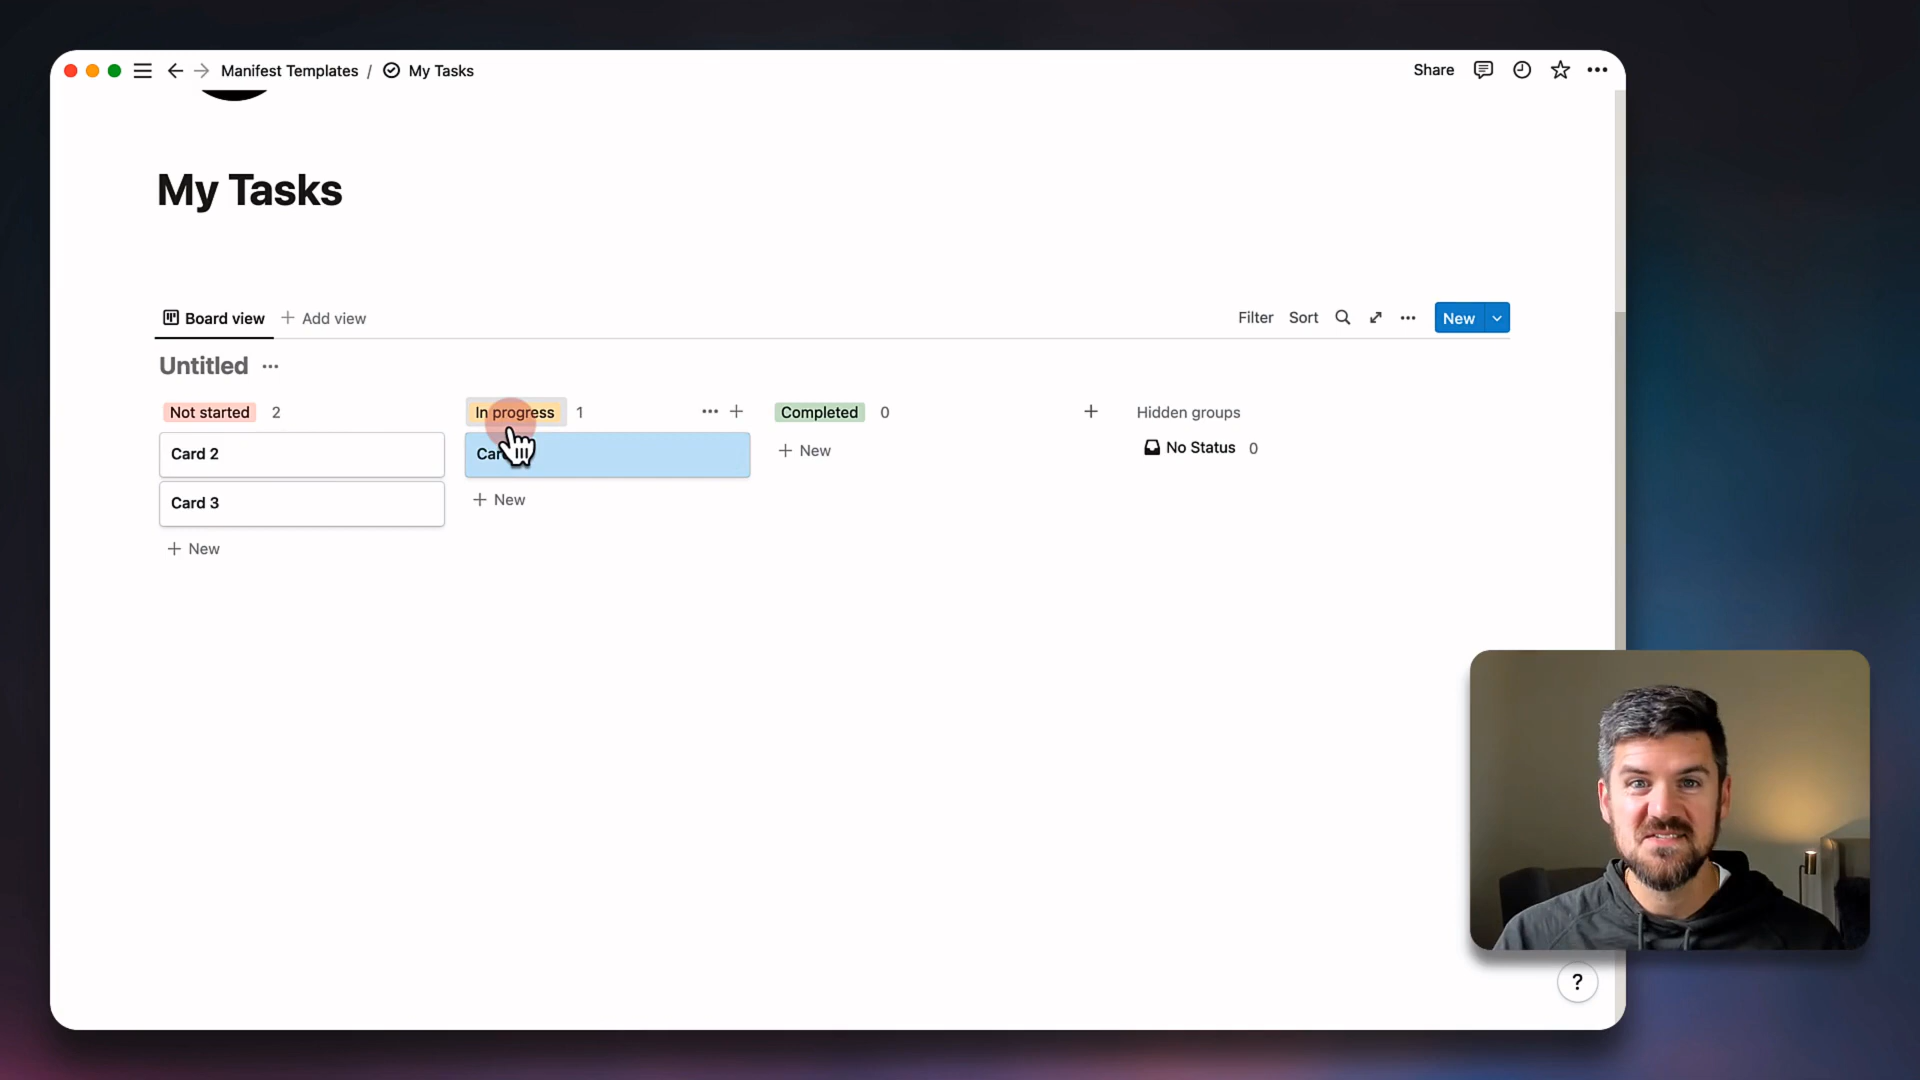 Manifest Templates / My Tasks
Share
My Tasks
Board view
+ Add view
Filter
Sort
New
Untitled ...
Not started 2
In progress 1
Completed 0
Hidden groups
Card 2
No Status 0
+ New
Card 3
+ New
+ New
?